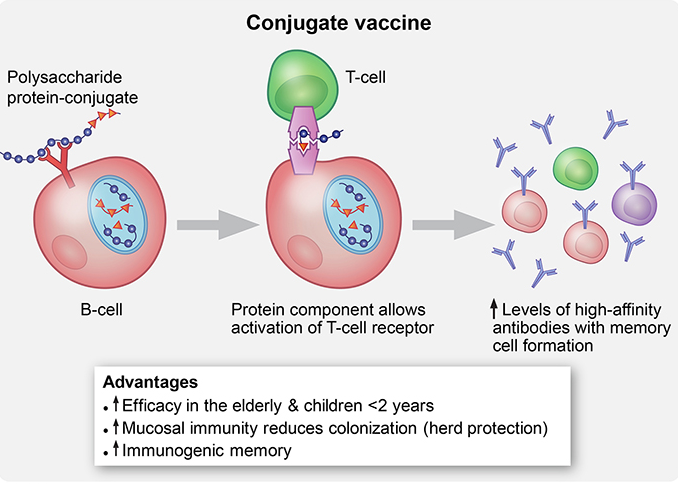 Conjugate vaccine
Polysaccharide
protein-conjugate
T-cell
B-cell
Protein component allows
activation of T-cell receptor
↑ Levels of high-affinity
antibodies with memory
cell formation
Advantages
• ↑ Efficacy in the elderly & children <2 years
• ↑ Mucosal immunity reduces colonization (herd protection)
• ↑ Immunogenic memory